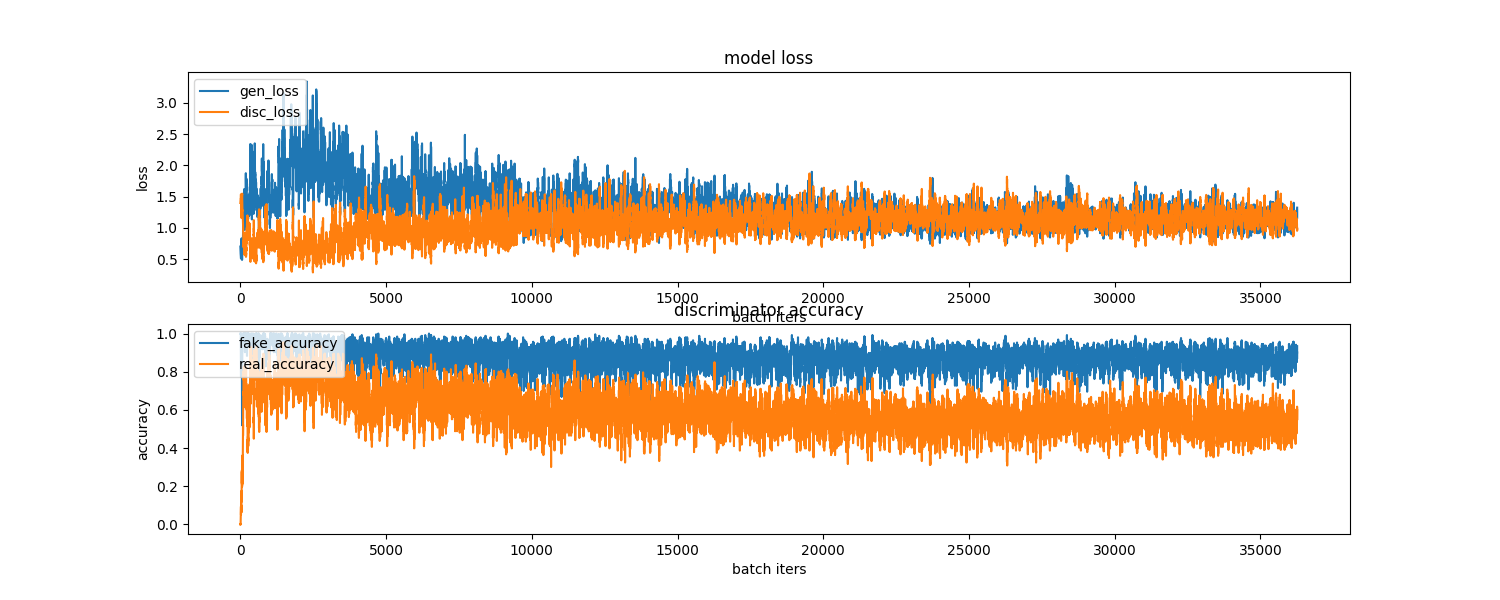 model loss
gen_loss
disc_loss
loss
3.0
2.5
2.0
1.5
1.0
0.5
0 5000 10000 15000 20000 25000 30000 35000
batch iters
discriminator accuracy
fake_accuracy
real_accuracy
accuracy
1.0
0.8
0.6
0.4
0.2
0.0
0 5000 10000 15000 20000 25000 30000 35000
batch iters